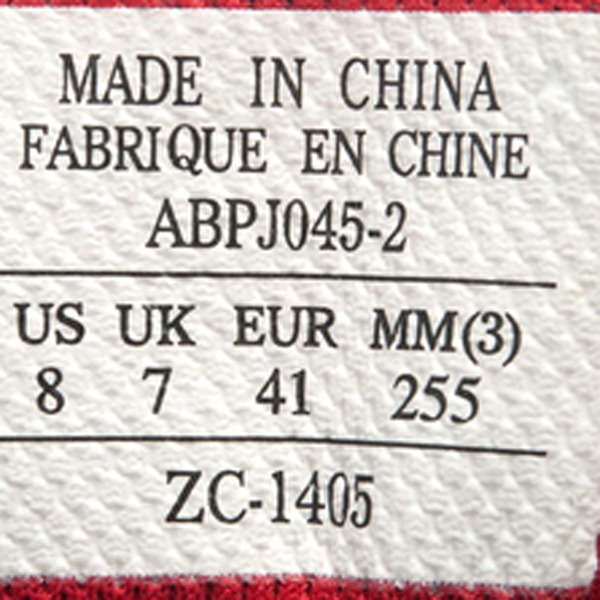 MADE IN CHINA
FABRIQUE EN CHINE
ABPJ045-2
US UK EUR MM(3)
8 7 41 255
ZC-1405